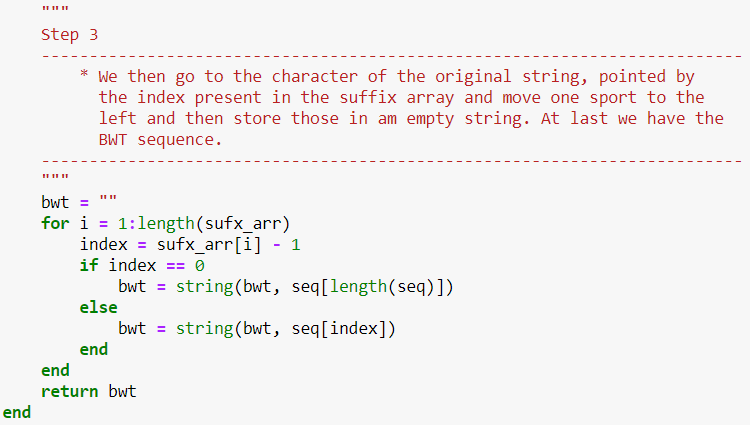 """
Step 3
-------------------------------------------------------------------------
* We then go to the character of the original string, pointed by
the index present in the suffix array and move one sport to the
left and then store those in am empty string. At last we have the
BWT sequence.
-------------------------------------------------------------------------
"""
bwt = ""
for i = 1:length(sufx_arr)
index = sufx_arr[i] - 1
if index == 0
bwt = string(bwt, seq[length(seq)])
else
bwt = string(bwt, seq[index])
end
end
return bwt
end